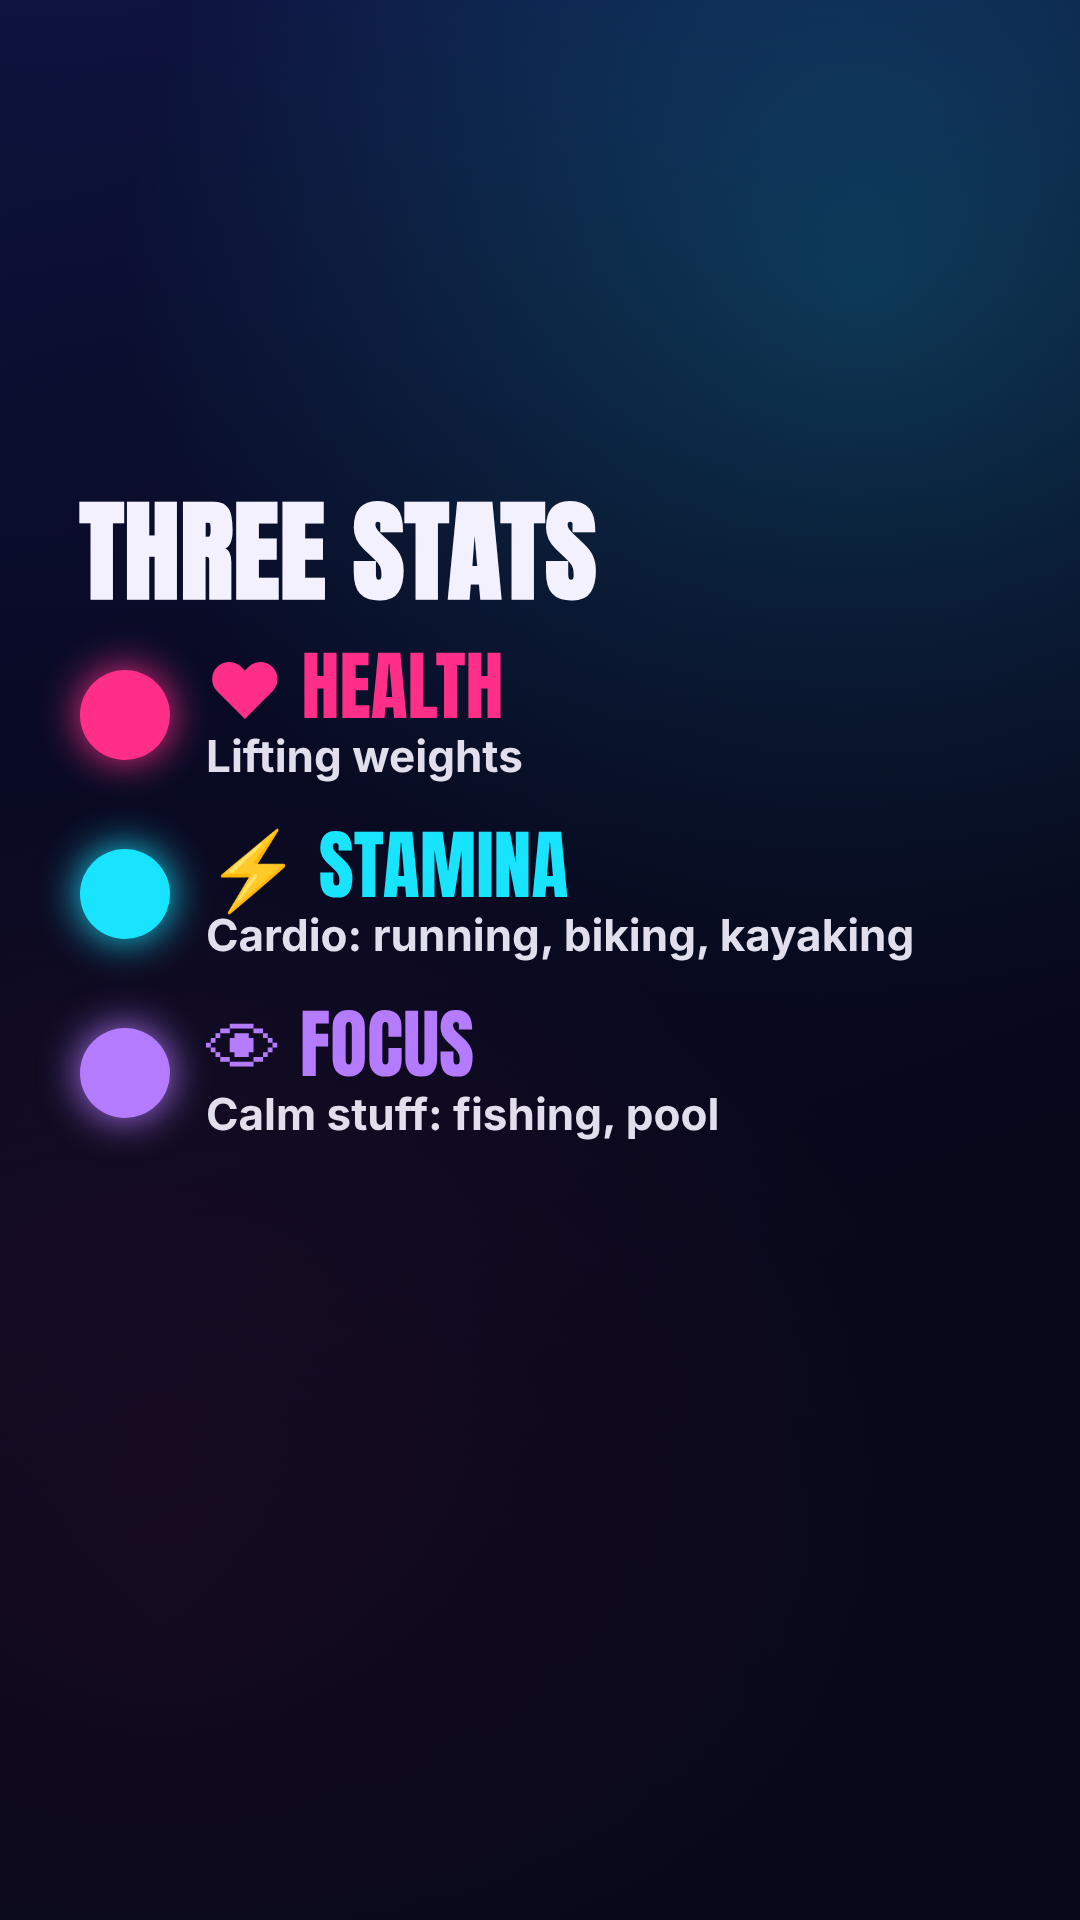 THREE STATS
♥ HEALTH
Lifting weights
⚡ STAMINA
Cardio: running, biking, kayaking
👁 FOCUS
Calm stuff: fishing, pool